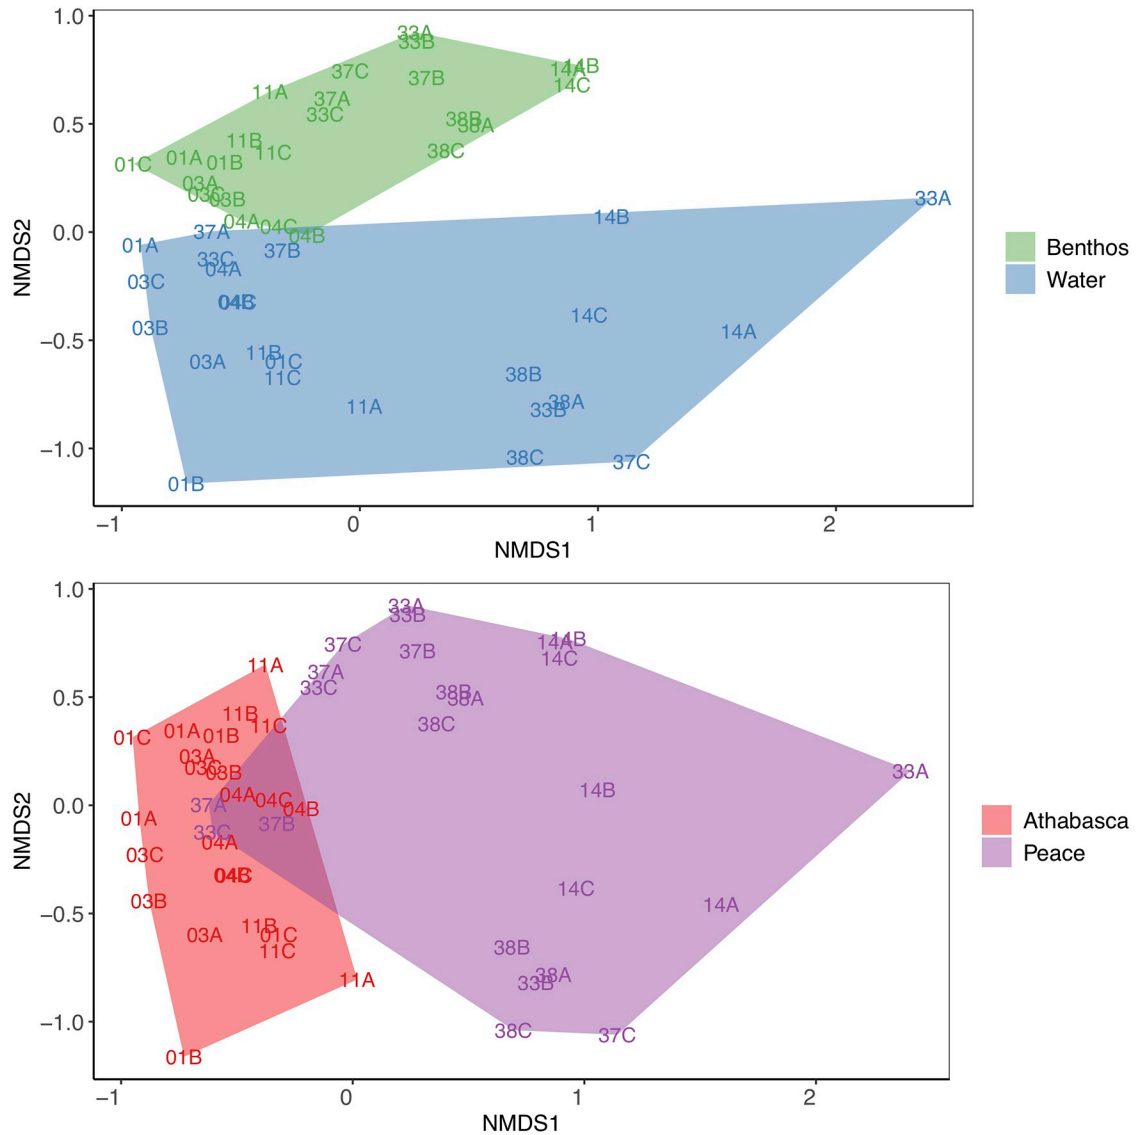 1.0
33A
33B
14B
14A
37C
37B
14C
11A
37A
33C
38B
38A
0.5
11B
11C
38C
01C
01A
01B
03A
03C
03B
33A
04A
04C
14B
0.0
37A
04B
01A
37B
33C
04A
03C
04C
14C
03B
−0.5
14A
11B
03A
01C
11C
38B
11A
38A
33B
−1.0
38C
37C
01B
−1
0
1
2
NMDS1
NMDS2
Benthos
Water
1.0
33A
33B
14B
14A
37C
37B
14C
11A
37A
33C
38B
38A
0.5
11B
11C
38C
01C
01A
01B
03A
03C
03B
33A
04A
04C
14B
0.0
37A
04B
01A
37B
33C
04A
03C
04C
14C
03B
14A
−0.5
11B
03A
01C
11C
38B
11A
38A
33B
−1.0
38C
37C
01B
−1
0
1
2
NMDS1
NMDS2
Athabasca
Peace